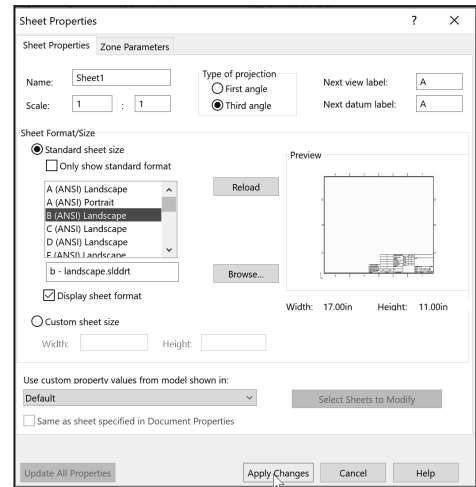 Sheet Properties ? X
Sheet Properties Zone Parameters
Name: Sheet1
Scale: 1 : 1
Type of projection
First angle
Third angle
Next view label: A
Next datum label: A
Sheet Format/Size
Standard sheet size
Only show standard format
A (ANSI) Landscape
A (ANSI) Portrait
B (ANSI) Landscape
C (ANSI) Landscape
D (ANSI) Landscape
E (ANSI) Landscape
b - landscape.slddrt
Display sheet format
Reload
Browse...
Preview
Width: 17.00in Height: 11.00in
Custom sheet size
Width: Height:
Use custom property values from model shown in:
Default
Select Sheets to Modify
Same as sheet specified in Document Properties
Update All Properties Apply Changes Cancel Help